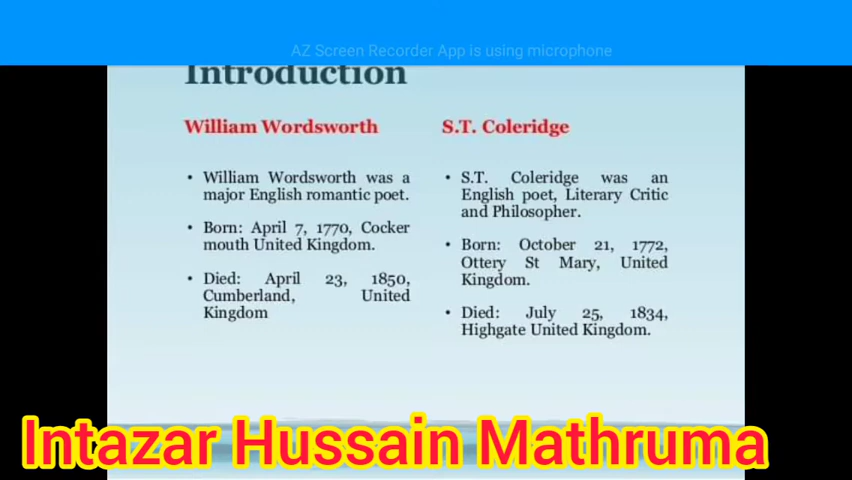 AZ Screen Recorder App is using microphone
Introduction
William Wordsworth
• William Wordsworth was a
major English romantic poet.
• Born: April 7, 1770, Cocker
mouth United Kingdom.
• Died: April 23, 1850,
Cumberland, United
Kingdom
S.T. Coleridge
• S.T. Coleridge was an
English poet, Literary Critic
and Philosopher.
• Born: October 21, 1772,
Ottery St Mary, United
Kingdom.
• Died: July 25, 1834,
Highgate United Kingdom.
Intazar Hussain Mathruma